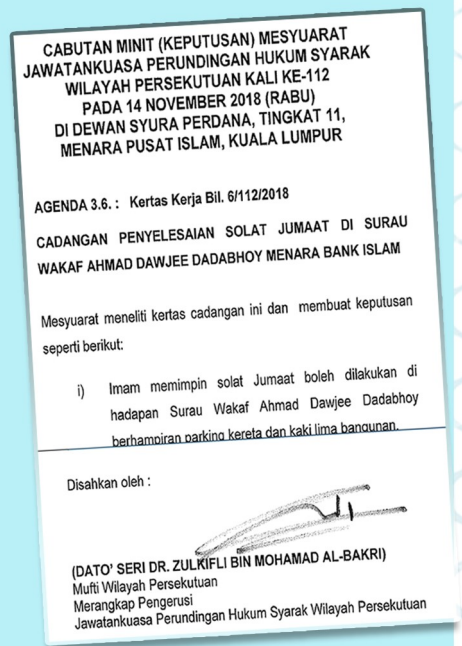 CABUTAN MINIT (KEPUTUSAN) MESYUARAT
JAWATANKUASA PERUNDINGAN HUKUM SYARAK
WILAYAH PERSEKUTUAN KALI KE-112
PADA 14 NOVEMBER 2018 (RABU)
DI DEWAN SYURA PERDANA, TINGKAT 11,
MENARA PUSAT ISLAM, KUALA LUMPUR
AGENDA 3.6. : Kertas Kerja Bil. 6/112/2018
CADANGAN PENYELESAIAN SOLAT JUMAAT DI SURAU
WAKAF AHMAD DAWJEE DADABHOY MENARA BANK ISLAM
Mesyuarat meneliti kertas cadangan ini dan membuat keputusan
seperti berikut:
i) Imam memimpin solat Jumaat boleh dilakukan di
hadapan Surau Wakaf Ahmad Dawjee Dadabhoy
berhampiran parking kereta dan kaki lima bangunan.
Disahkan oleh :
(DATO' SERI DR. ZULKIFLI BIN MOHAMAD AL-BAKRI)
Mufti Wilayah Persekutuan
Merangkap Pengerusi
Jawatankuasa Perundingan Hukum Syarak Wilayah Persekutuan